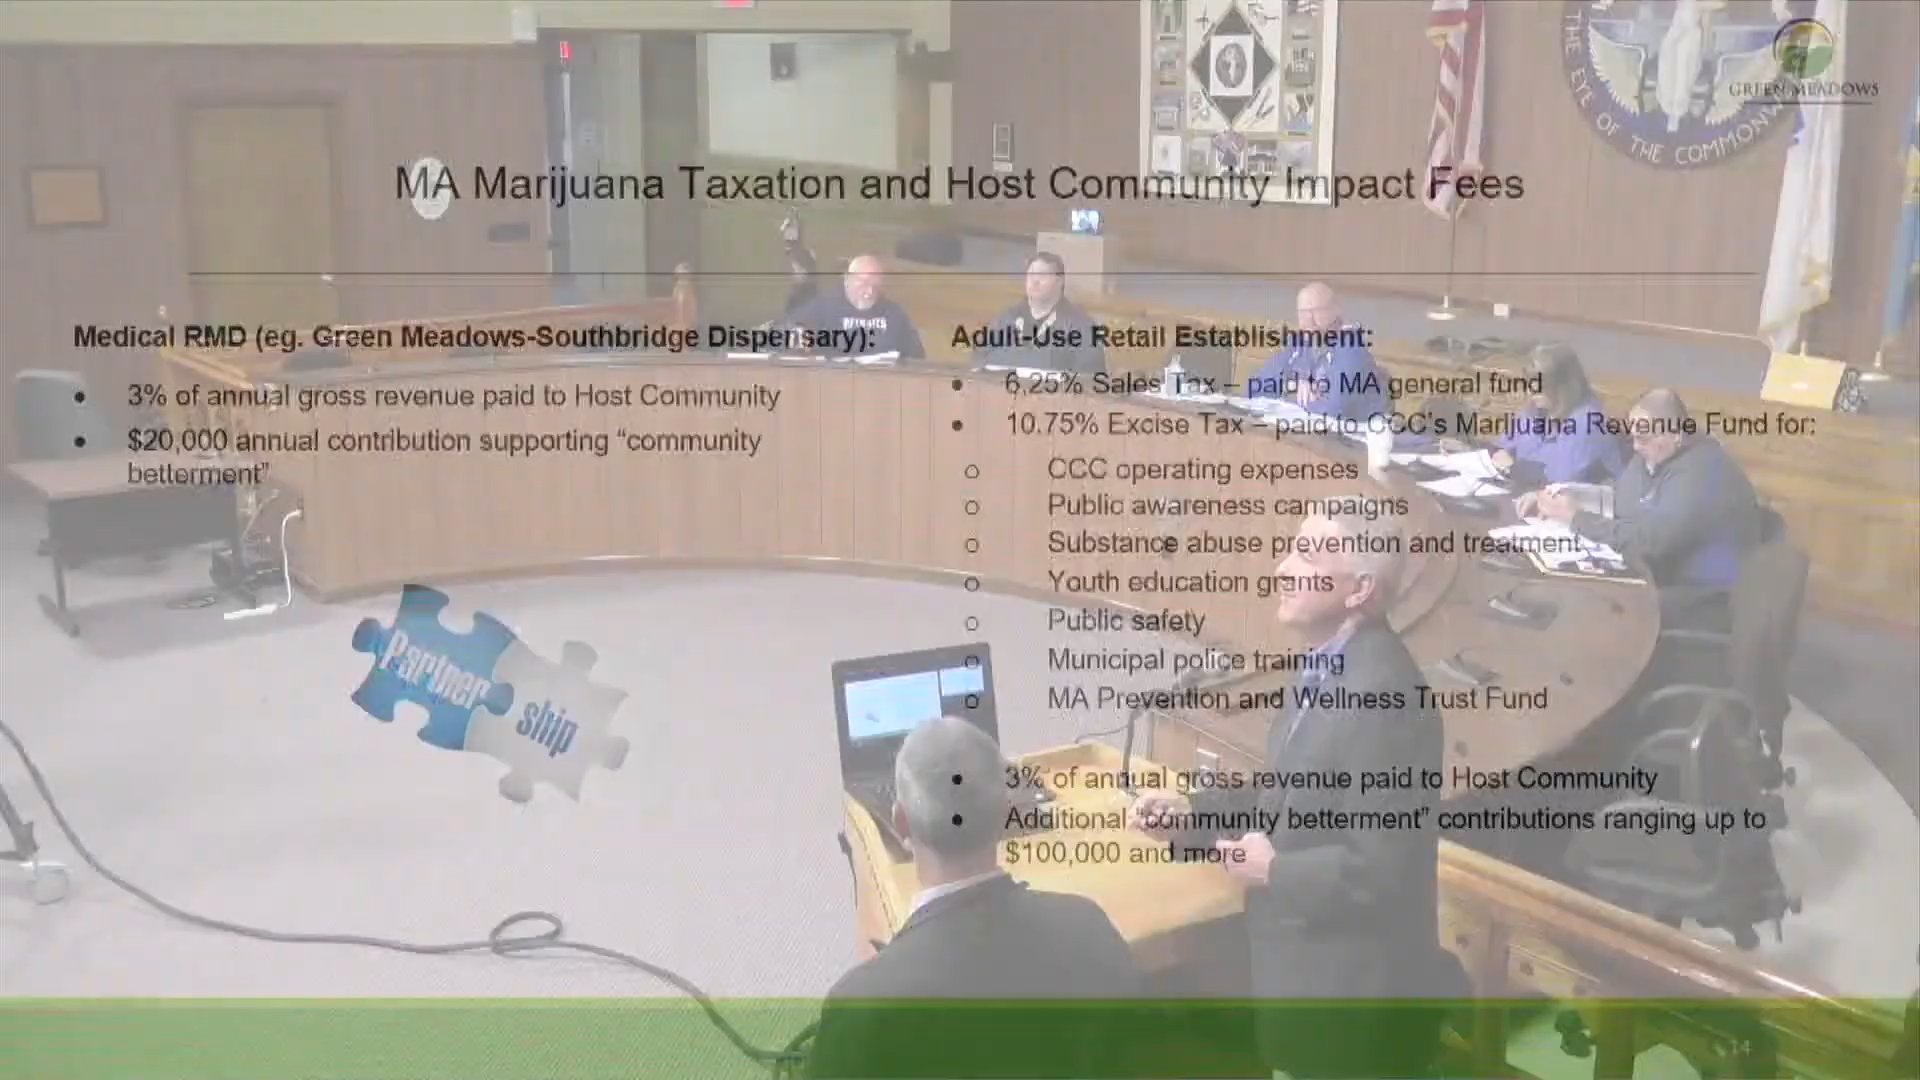 THE EYE OF THE COMMONW
GREEN MEADOWS
MA Marijuana Taxation and Host Community Impact Fees
Medical RMD (eg. Green Meadows-Southbridge Dispensary):
• 3% of annual gross revenue paid to Host Community
• $20,000 annual contribution supporting “community
betterment”
Partner
ship
Adult-Use Retail Establishment:
• 6.25% Sales Tax – paid to MA general fund
• 10.75% Excise Tax – paid to CCC's Marijuana Revenue Fund for:
o CCC operating expenses
o Public awareness campaigns
o Substance abuse prevention and treatment
o Youth education grants
o Public safety
o Municipal police training
o MA Prevention and Wellness Trust Fund
• 3% of annual gross revenue paid to Host Community
• Additional “community betterment” contributions ranging up to
$100,000 and more
14